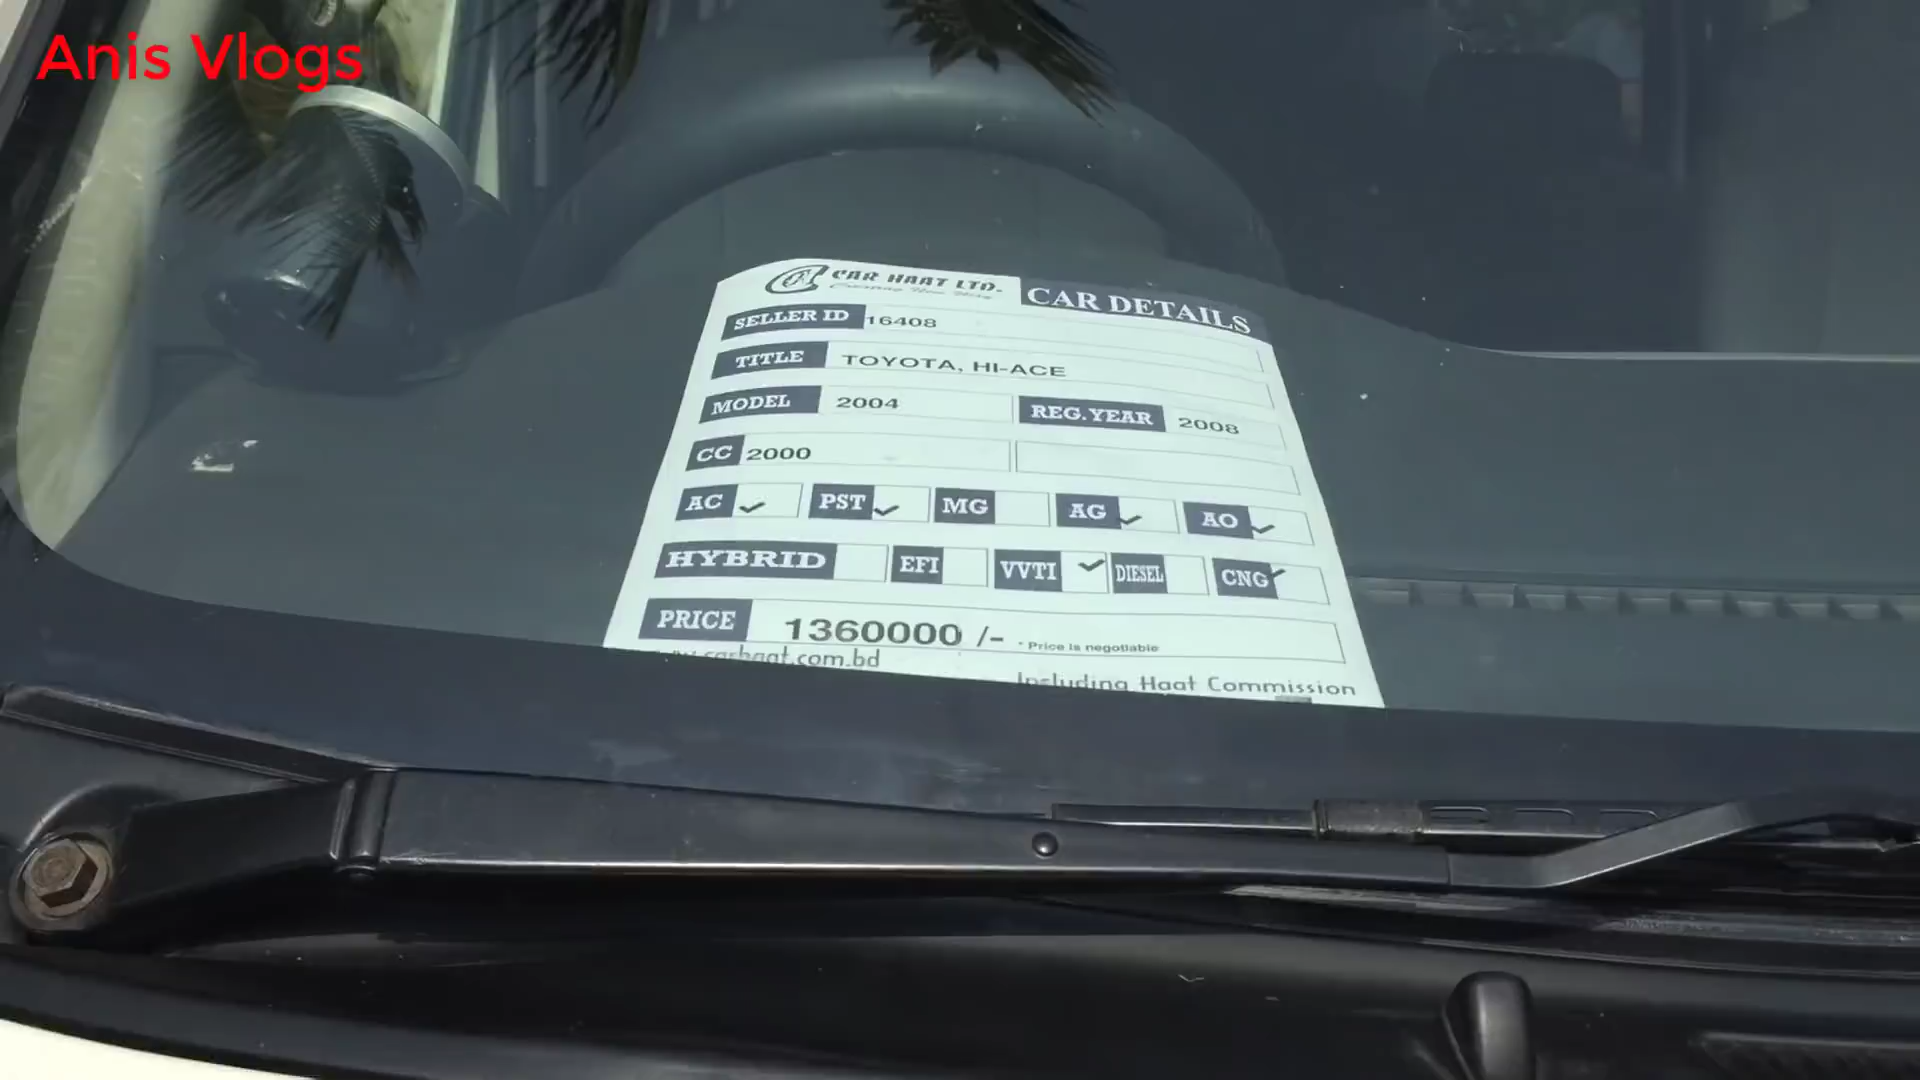 Anis Vlogs
CAR HAAT LTD.
CAR DETAILS
SELLER ID 16408
TITLE TOYOTA, HI-ACE
MODEL 2004 REG.YEAR 2008
CC 2000
AC ✓ PST ✓ MG AG ✓ AO ✓
HYBRID EFI VVTI ✓ DIESEL CNG ✓
PRICE 1360000 /- * Price is negotiable
carhaat.com.bd
Including Haat Commission